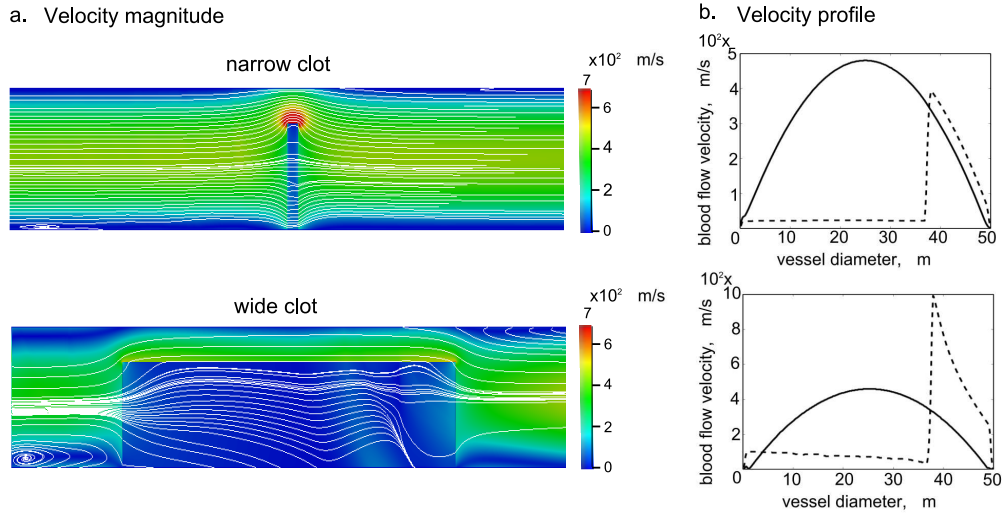 a. Velocity magnitude
narrow clot
x10² m/s
7
6
4
2
0
wide clot
x10² m/s
7
6
4
2
0
b. Velocity profile
10²x
blood flow velocity, m/s
5
4
3
2
1
0 10 20 30 40 50
vessel diameter, m
10²x
blood flow velocity, m/s
10
8
6
4
2
0 10 20 30 40 50
vessel diameter, m